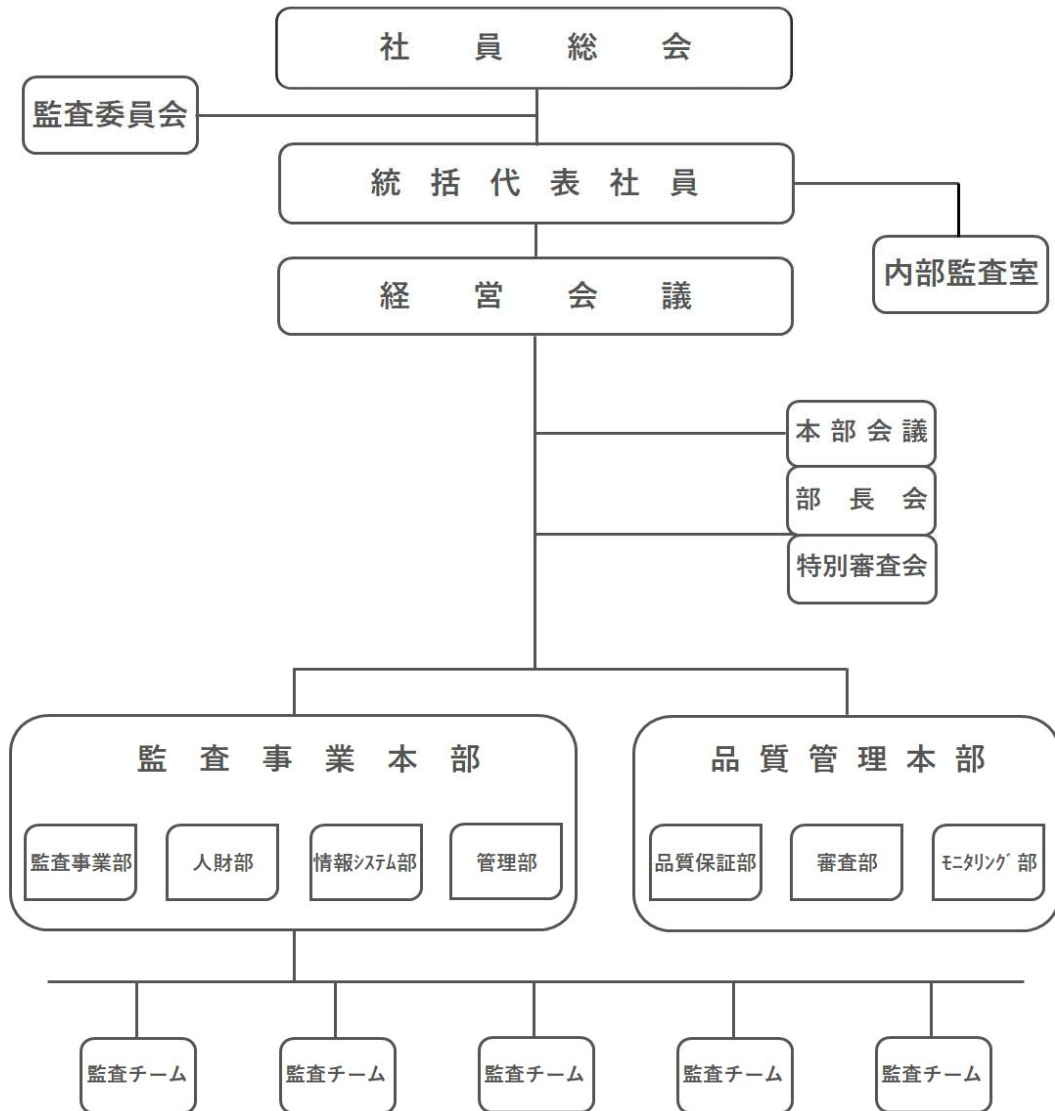 社員総会
監査委員会
統括代表社員
内部監査室
経営会議
本部会議
部長会
特別審査会
監査事業本部
品質管理本部
監査事業部
人財部
情報ｼｽﾃﾑ部
管理部
品質保証部
審査部
ﾓﾆﾀﾘﾝｸﾞ部
監査チーム
監査チーム
監査チーム
監査チーム
監査チーム